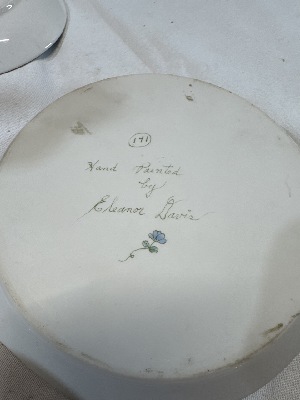 171
Hand Painted
by
Eleanor Davis